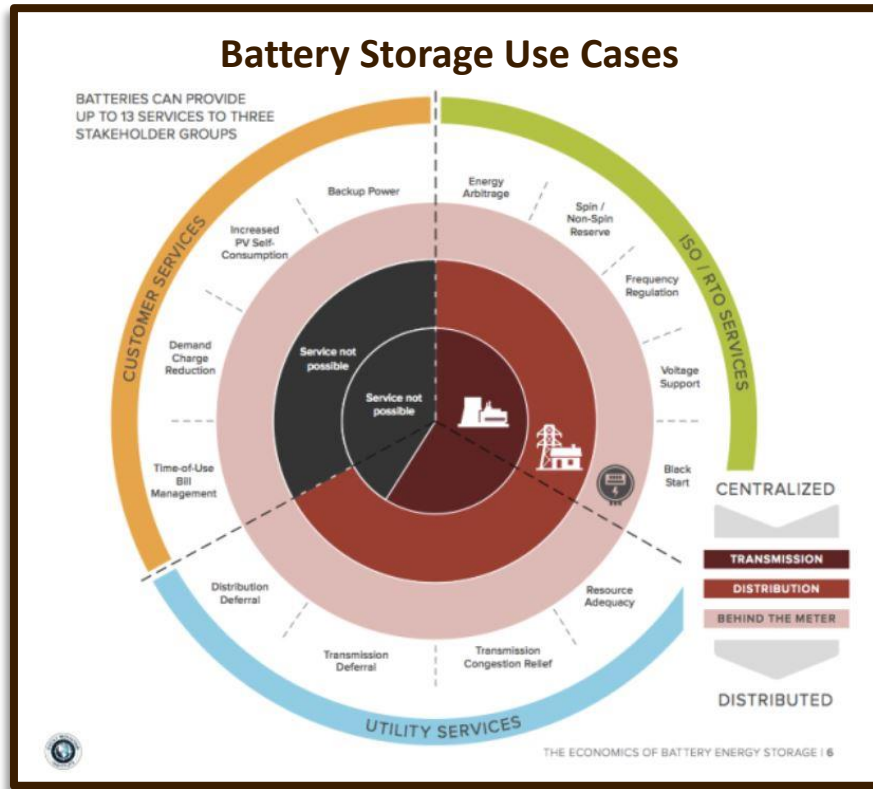 Battery Storage Use Cases
BATTERIES CAN PROVIDE
UP TO 13 SERVICES TO THREE
STAKEHOLDER GROUPS
CUSTOMER SERVICES
ISO / RTO SERVICES
UTILITY SERVICES
Backup Power
Increased
PV Self-
Consumption
Demand
Charge
Reduction
Time-of-Use
Bill
Management
Energy
Arbitrage
Spin /
Non-Spin
Reserve
Frequency
Regulation
Voltage
Support
Black
Start
Resource
Adequacy
Transmission
Congestion Relief
Transmission
Deferral
Distribution
Deferral
Service not
possible
Service not
possible
CENTRALIZED
TRANSMISSION
DISTRIBUTION
BEHIND THE METER
DISTRIBUTED
THE ECONOMICS OF BATTERY ENERGY STORAGE | 6